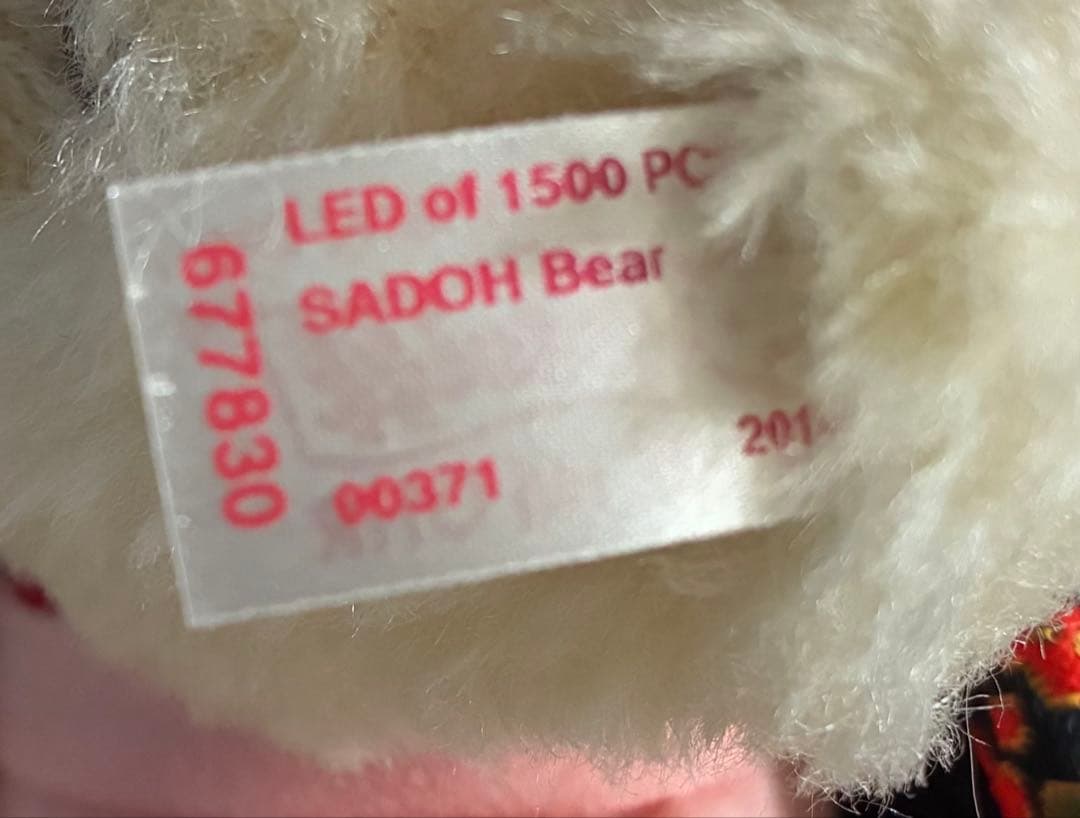 LED of 1500 PC
SADOH Bear
677830
00371
201